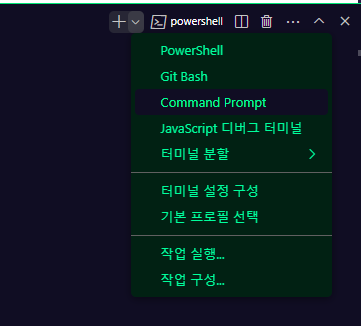 powershell
PowerShell
Git Bash
Command Prompt
JavaScript 디버그 터미널
터미널 분할
터미널 설정 구성
기본 프로필 선택
작업 실행...
작업 구성...